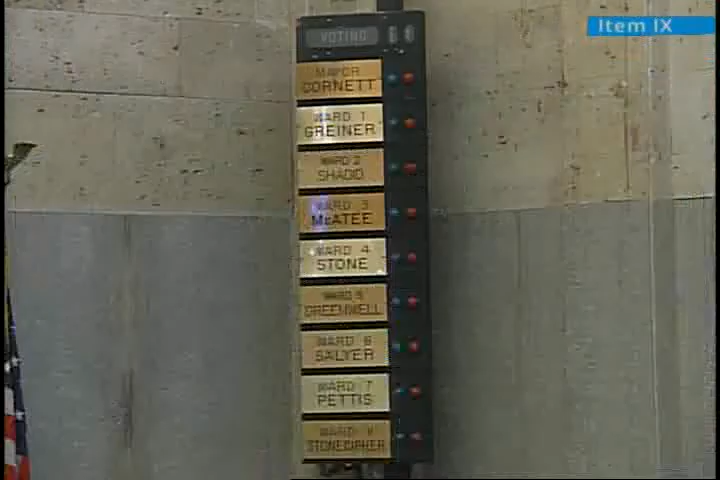 Item IX
VOTING
MAYOR
CORNETT
WARD 1
GREINER
WARD 2
SHADID
WARD 3
McATEE
WARD 4
STONE
WARD 5
GREENWELL
WARD 6
SALYER
WARD 7
PETTIS
WARD 8
STONECIPHER